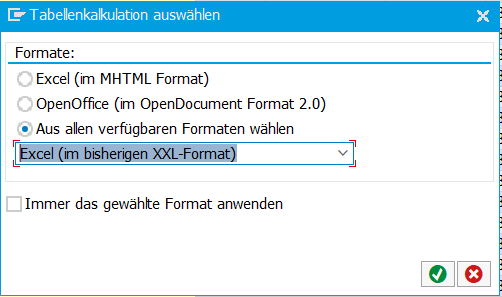 Tabellenkalkulation auswählen
Formate:
Excel (im MHTML Format)
OpenOffice (im OpenDocument Format 2.0)
Aus allen verfügbaren Formaten wählen
Excel (im bisherigen XXL-Format)
Immer das gewählte Format anwenden